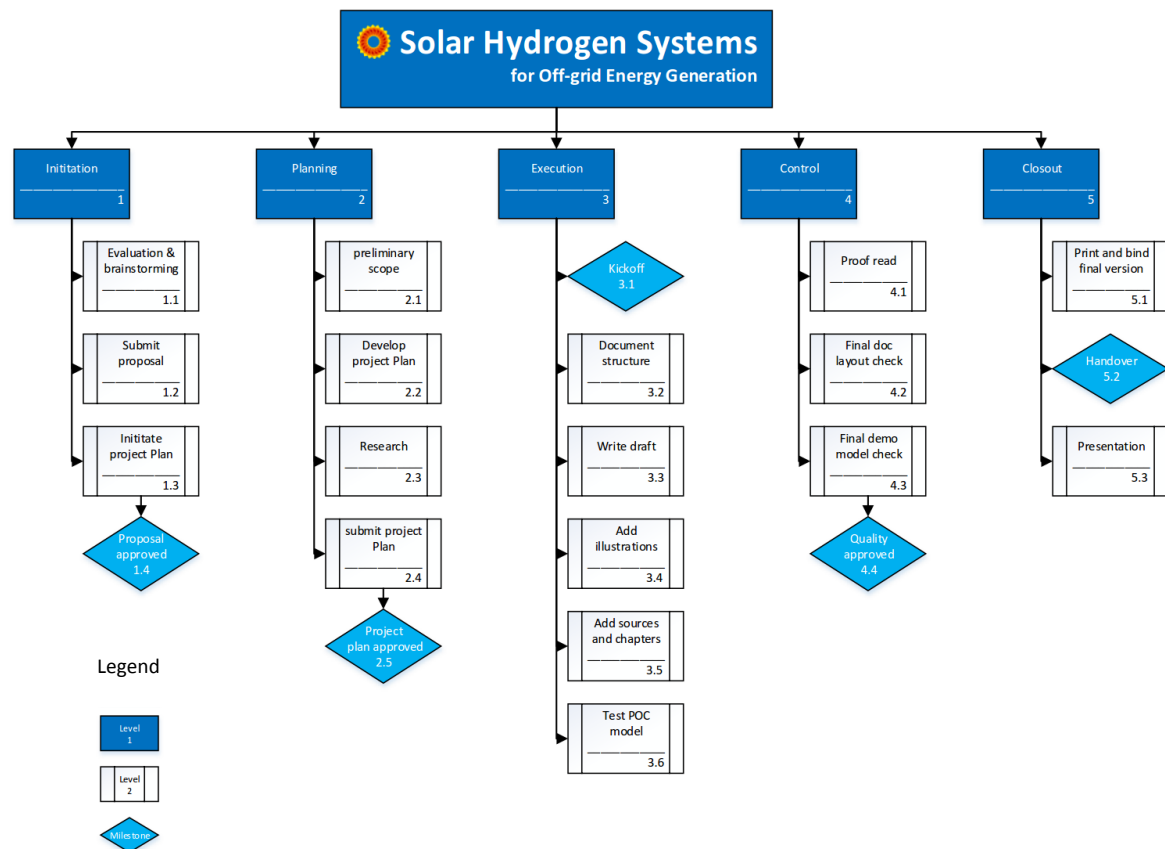 Solar Hydrogen Systems
for Off-grid Energy Generation
Inititation
1
Planning
2
Execution
3
Control
4
Closout
5
Evaluation &
brainstorming
1.1
Submit
proposal
1.2
Inititate
project Plan
1.3
Proposal
approved
1.4
preliminary
scope
2.1
Develop
project Plan
2.2
Research
2.3
submit project
Plan
2.4
Project
plan approved
2.5
Kickoff
3.1
Document
structure
3.2
Write draft
3.3
Add
illustrations
3.4
Add sources
and chapters
3.5
Test POC
model
3.6
Proof read
4.1
Final doc
layout check
4.2
Final demo
model check
4.3
Quality
approved
4.4
Print and bind
final version
5.1
Handover
5.2
Presentation
5.3
Legend
Level
1
Level
2
Milestone